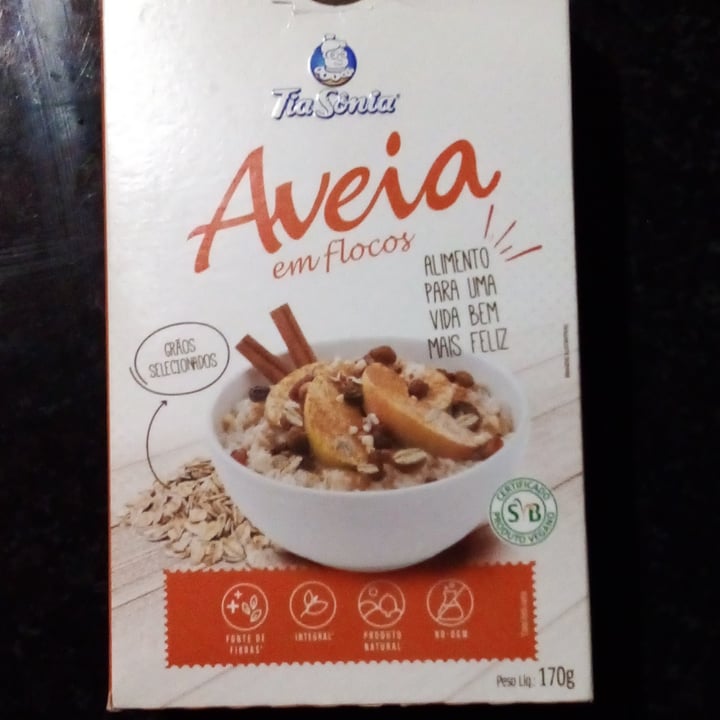 Tia Sônia
Aveia
em flocos
ALIMENTO
PARA UMA
VIDA BEM
MAIS FELIZ
GRÃOS
SELECIONADOS
CERTIFICADO
SVB
PRODUTO VEGANO
FONTE DE
FIBRAS*
INTEGRAL*
PRODUTO
NATURAL
NO-OGM
Peso Líq.: 170g